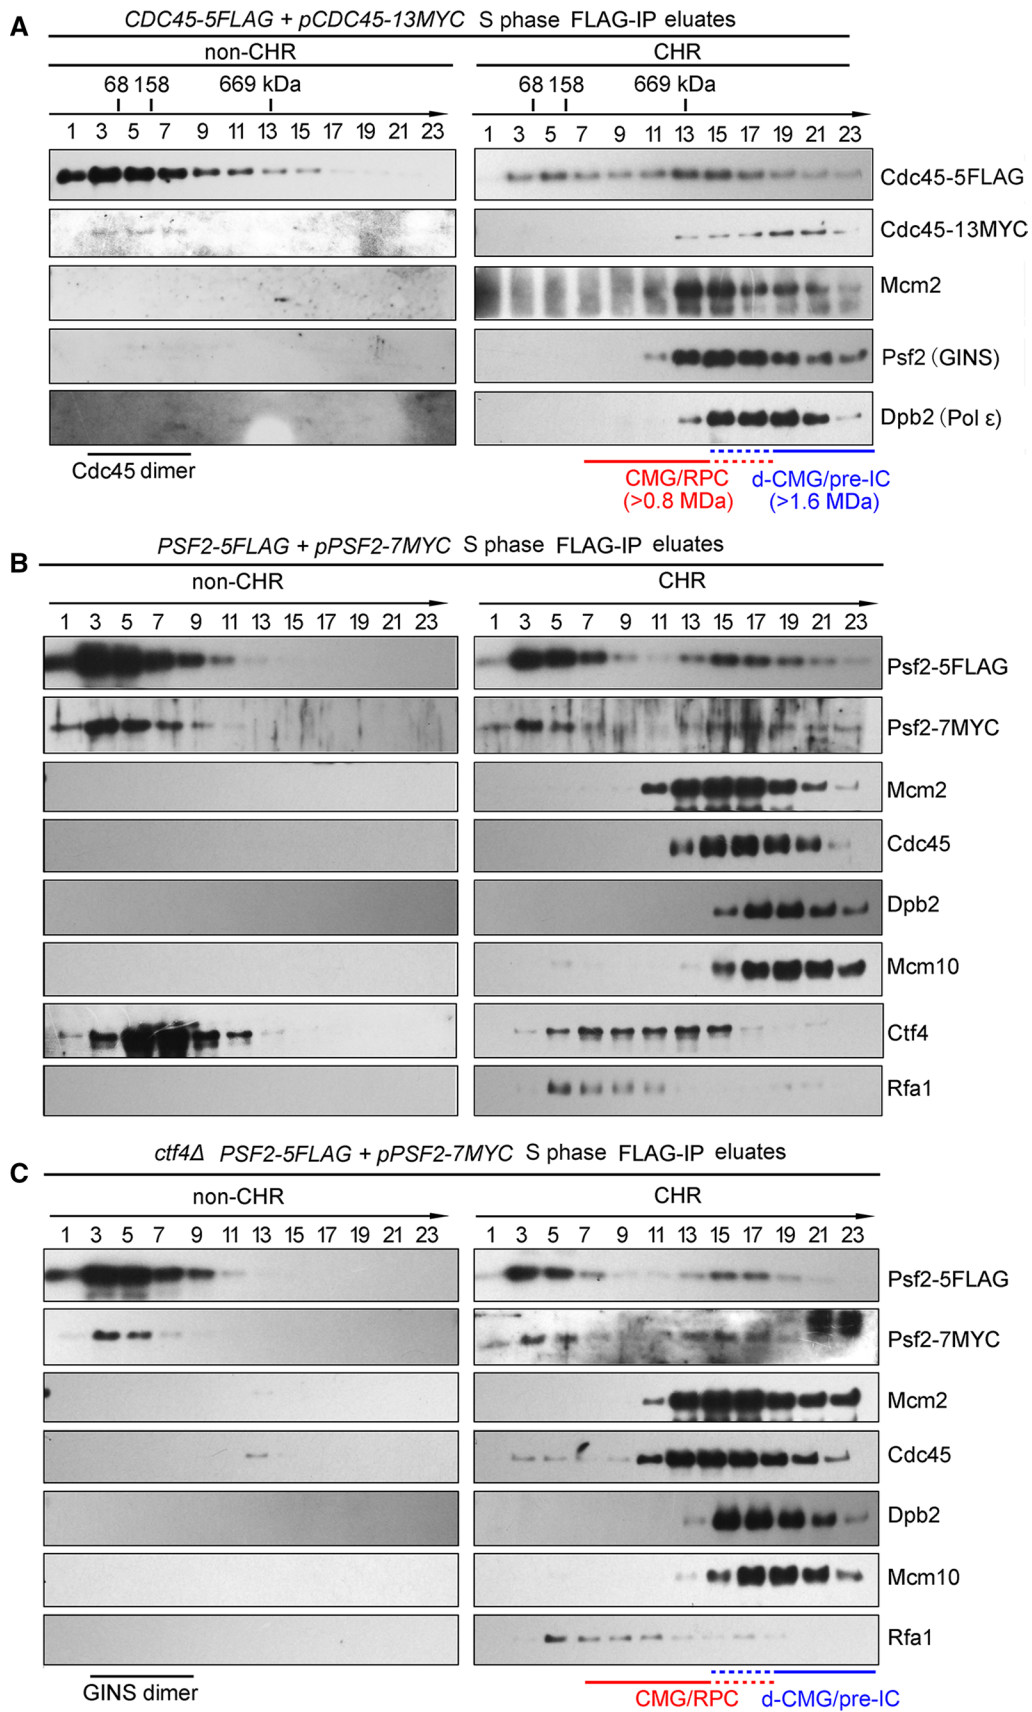 A
CDC45-5FLAG + pCDC45-13MYC S phase FLAG-IP eluates
non-CHR CHR
68 158 669 kDa 68 158 669 kDa
1 3 5 7 9 11 13 15 17 19 21 23 1 3 5 7 9 11 13 15 17 19 21 23
Cdc45-5FLAG
Cdc45-13MYC
Mcm2
Psf2 (GINS)
Dpb2 (Pol ε)
Cdc45 dimer CMG/RPC d-CMG/pre-IC
(>0.8 MDa) (>1.6 MDa)
B
PSF2-5FLAG + pPSF2-7MYC S phase FLAG-IP eluates
non-CHR CHR
1 3 5 7 9 11 13 15 17 19 21 23 1 3 5 7 9 11 13 15 17 19 21 23
Psf2-5FLAG
Psf2-7MYC
Mcm2
Cdc45
Dpb2
Mcm10
Ctf4
Rfa1
C
ctf4Δ PSF2-5FLAG + pPSF2-7MYC S phase FLAG-IP eluates
non-CHR CHR
1 3 5 7 9 11 13 15 17 19 21 23 1 3 5 7 9 11 13 15 17 19 21 23
Psf2-5FLAG
Psf2-7MYC
Mcm2
Cdc45
Dpb2
Mcm10
Rfa1
GINS dimer CMG/RPC d-CMG/pre-IC